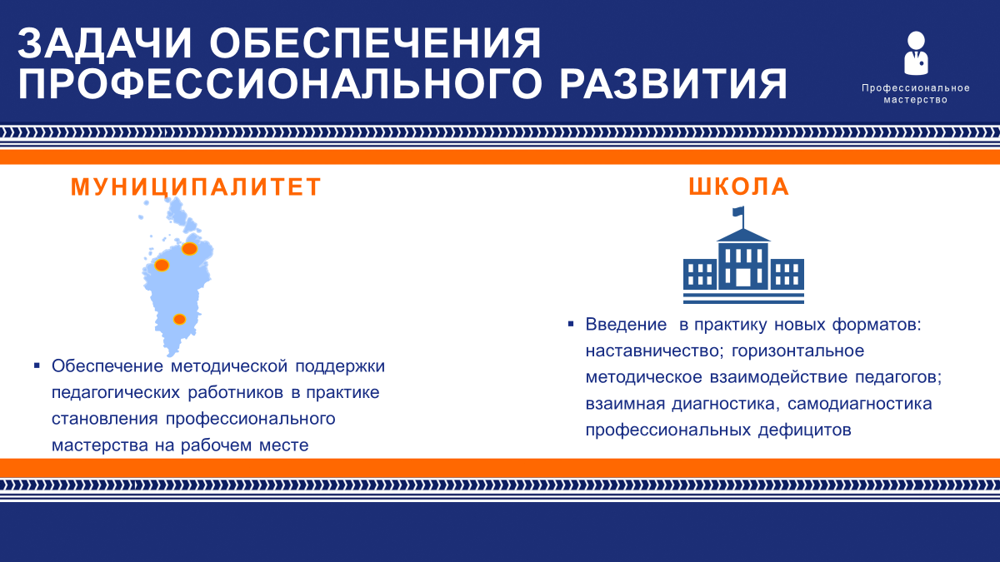 ЗАДАЧИ ОБЕСПЕЧЕНИЯ
ПРОФЕССИОНАЛЬНОГО РАЗВИТИЯ
Профессиональное
мастерство
МУНИЦИПАЛИТЕТ
▪ Обеспечение методической поддержки
педагогических работников в практике
становления профессионального
мастерства на рабочем месте
ШКОЛА
▪ Введение в практику новых форматов:
наставничество; горизонтальное
методическое взаимодействие педагогов;
взаимная диагностика, самодиагностика
профессиональных дефицитов